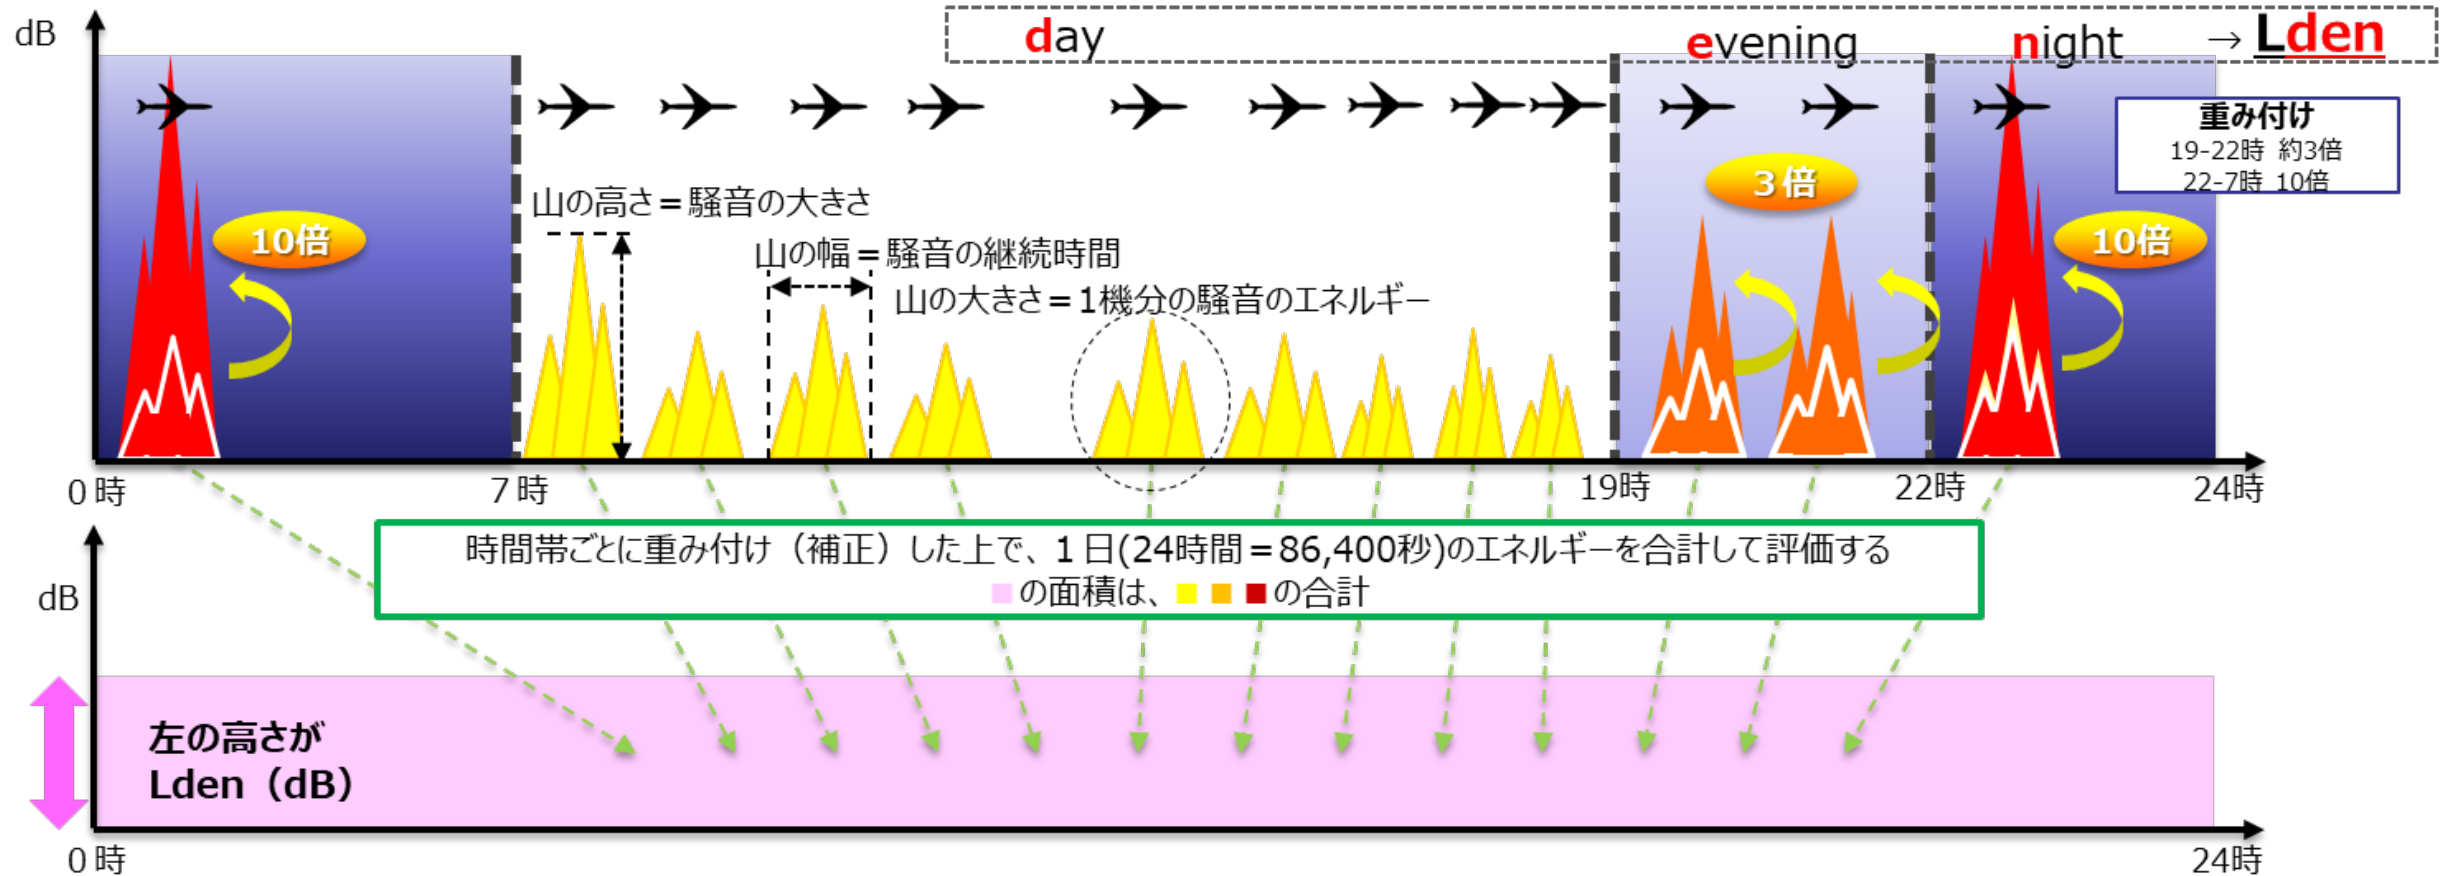 dB
day
evening
night
→ Lden
重み付け
19-22時 約3倍
22-7時 10倍
10倍
3倍
10倍
山の高さ=騒音の大きさ
山の幅=騒音の継続時間
山の大きさ=1機分の騒音のエネルギー
0時
7時
19時
22時
24時
時間帯ごとに重み付け（補正）した上で、1日(24時間=86,400秒)のエネルギーを合計して評価する
■の面積は、■■■の合計
dB
左の高さが
Lden（dB）
0時
24時